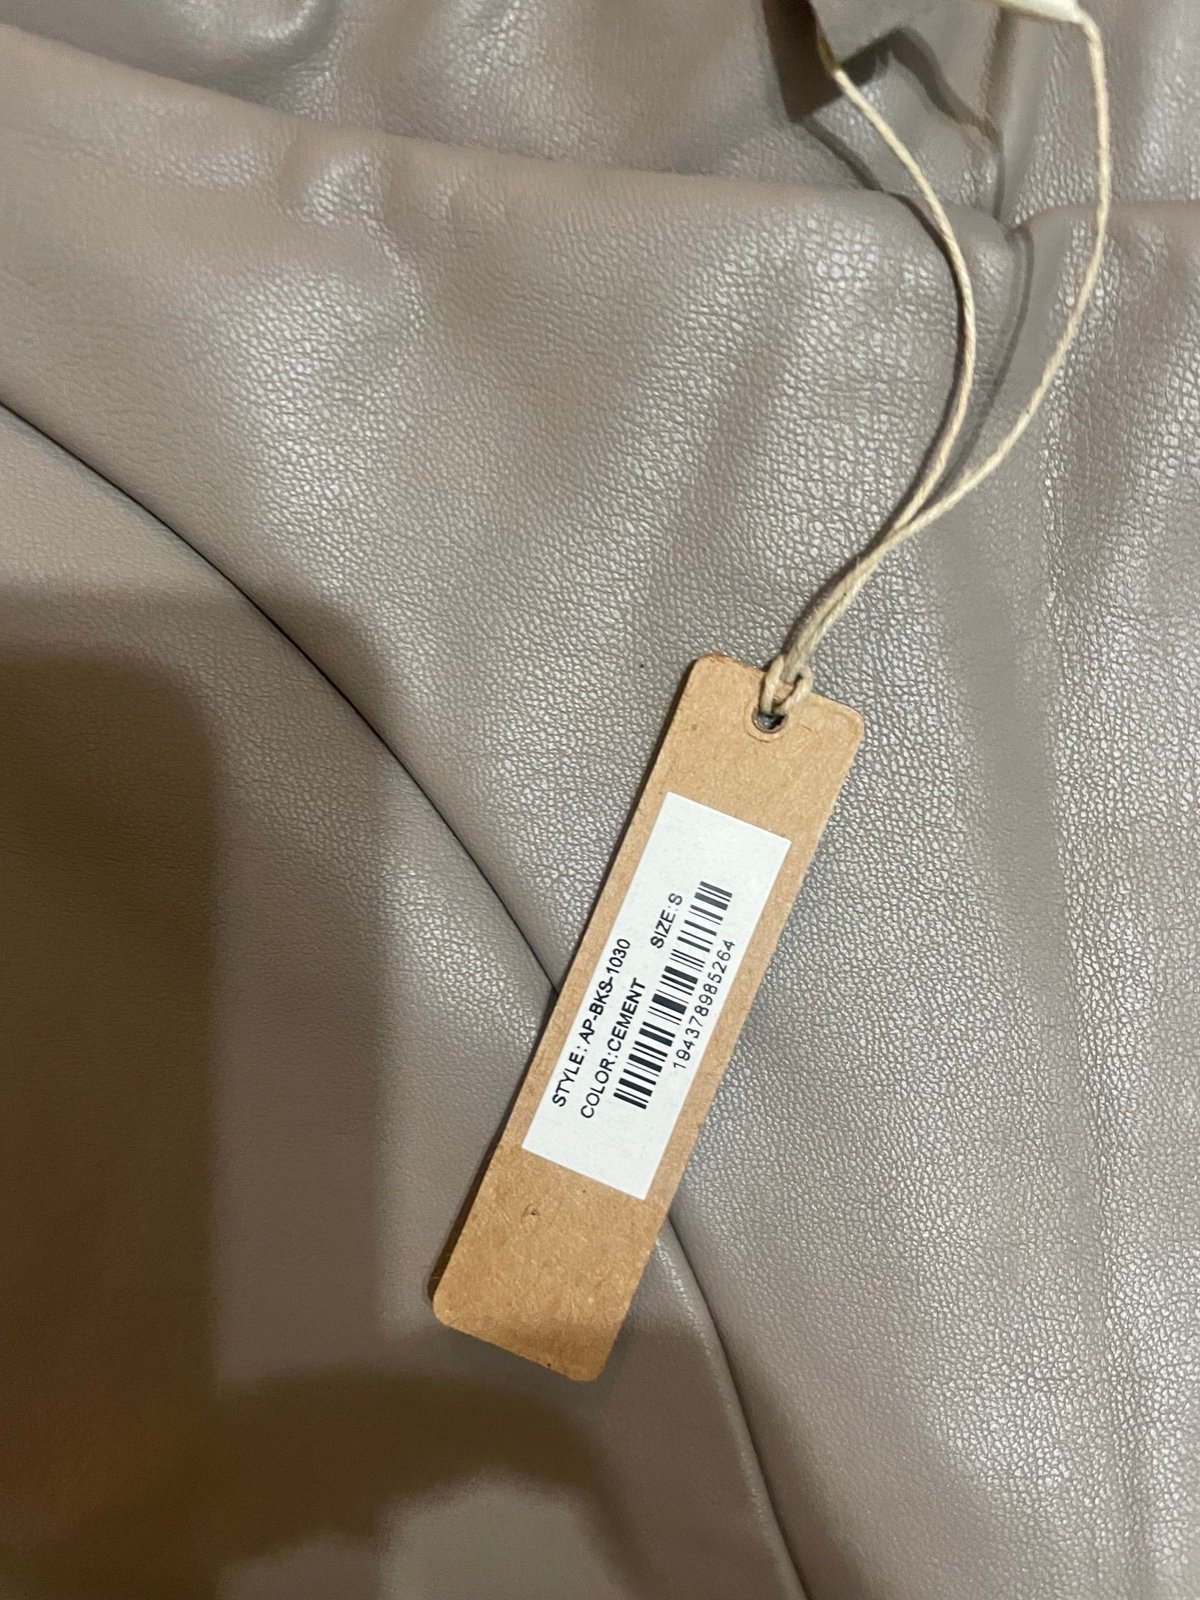 STYLE: AP-BKS-1030
COLOR:CEMENT SIZE:S
194378985264